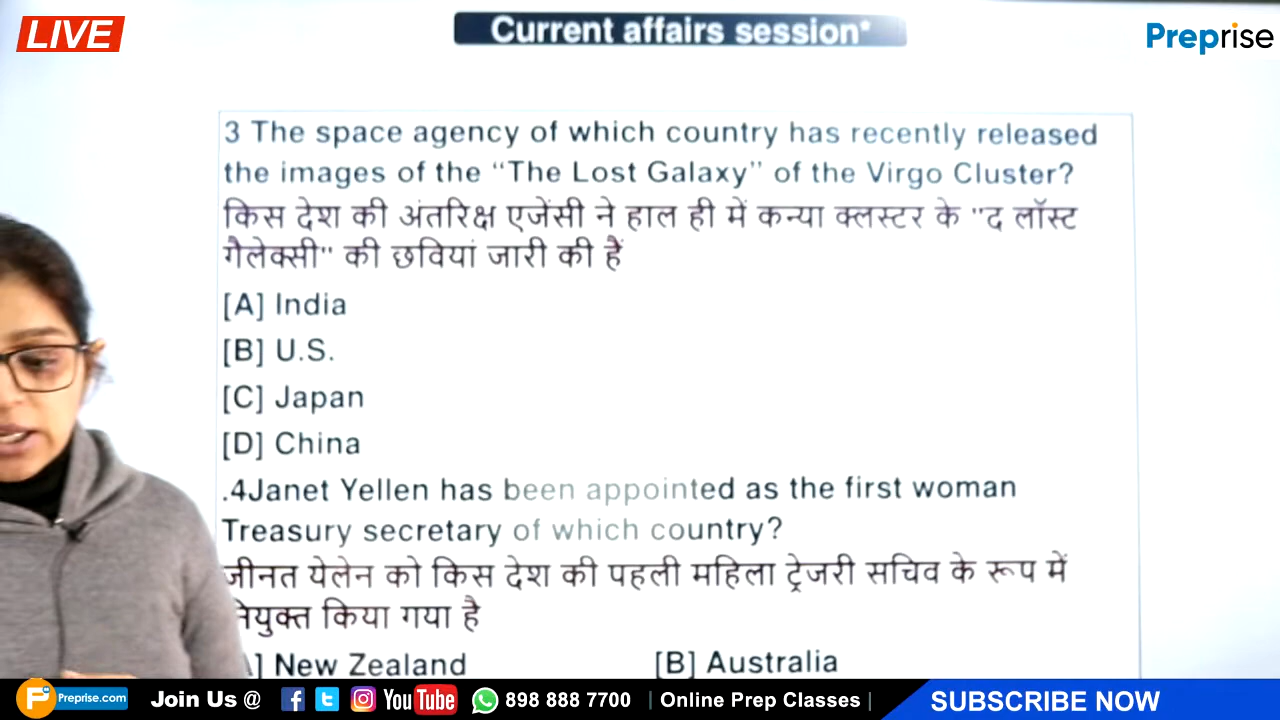 LIVE
Current affairs session*
Preprise
3 The space agency of which country has recently released
the images of the “The Lost Galaxy” of the Virgo Cluster?
किस देश की अंतरिक्ष एजेंसी ने हाल ही में कन्या क्लस्टर के "द लॉस्ट
गैलेक्सी" की छवियां जारी की हैं
[A] India
[B] U.S.
[C] Japan
[D] China
.4Janet Yellen has been appointed as the first woman
Treasury secretary of which country?
जीनत येलेन को किस देश की पहली महिला ट्रेजरी सचिव के रूप में
नियुक्त किया गया है
A] New Zealand [B] Australia
Preprise.com Join Us @ YouTube 898 888 7700 | Online Prep Classes | SUBSCRIBE NOW